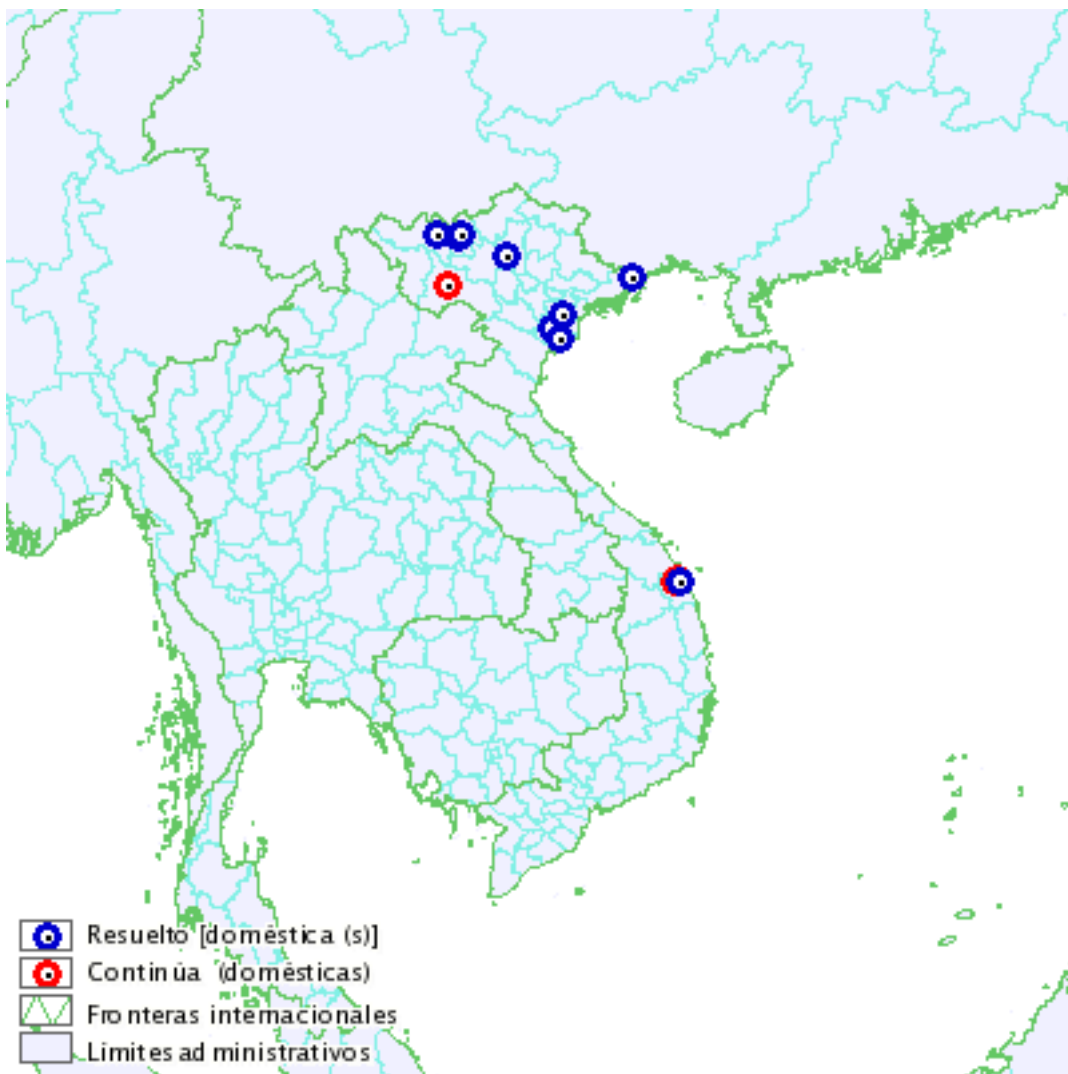 Resuelto [doméstica (s)]
Continúa (domésticas)
Fronteras internacionales
Límites administrativos